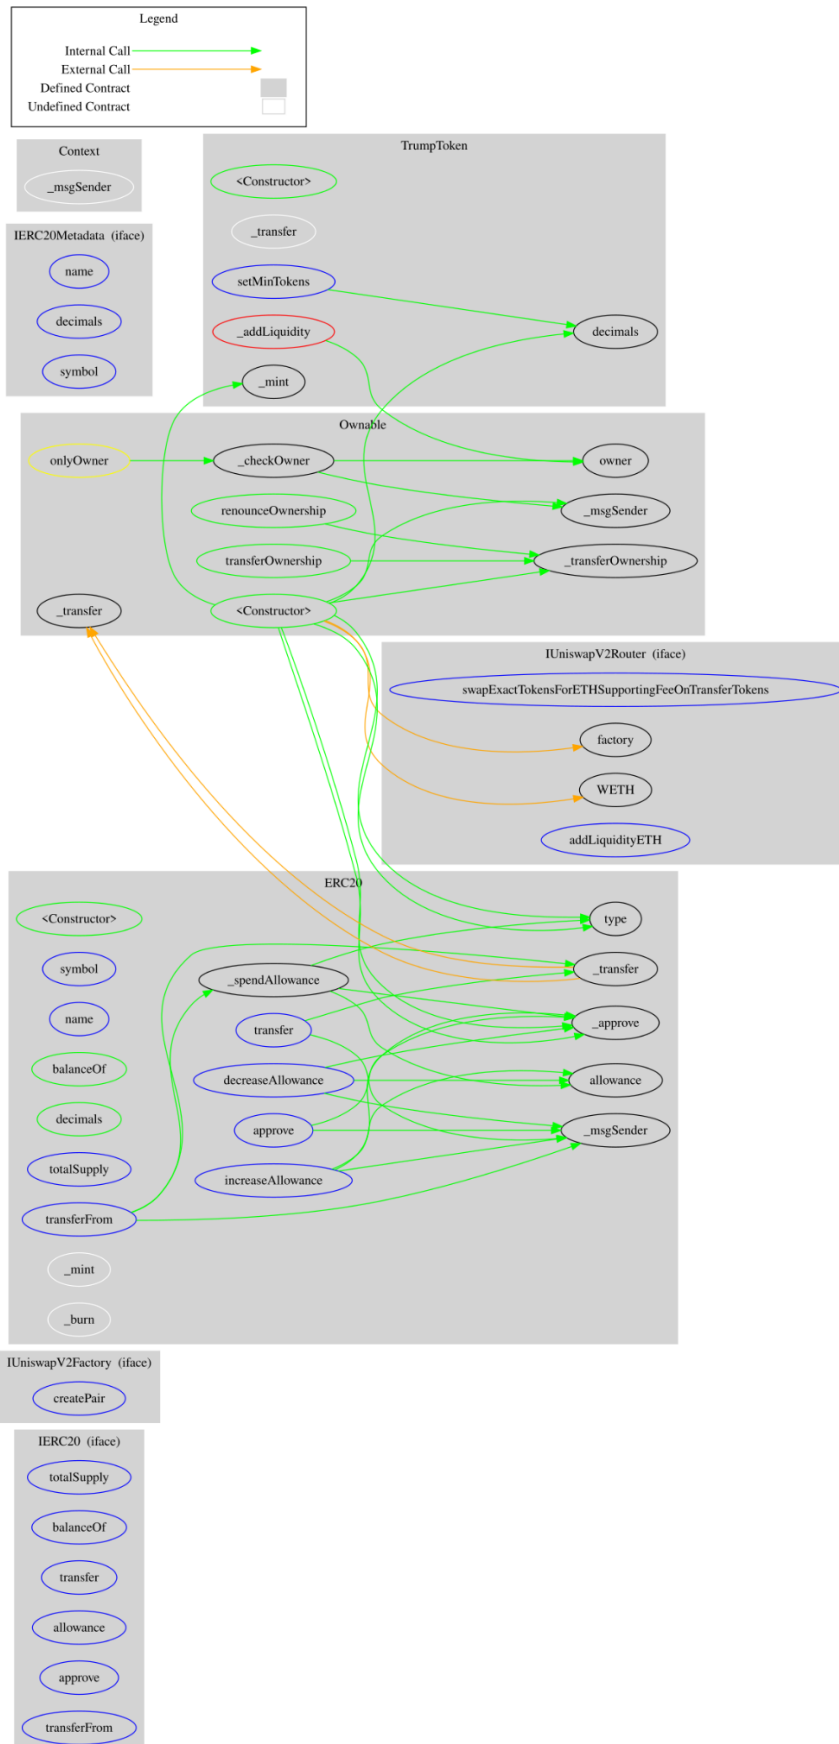 Legend
Internal Call
External Call
Defined Contract
Undefined Contract
Context
_msgSender
IERC20Metadata (iface)
name
decimals
symbol
TrumpToken
<Constructor>
_transfer
setMinTokens
_addLiquidity
decimals
_mint
Ownable
onlyOwner
_checkOwner
owner
renounceOwnership
_msgSender
transferOwnership
_transferOwnership
_transfer
<Constructor>
IUniswapV2Router (iface)
swapExactTokensForETHSupportingFeeOnTransferTokens
factory
WETH
addLiquidityETH
ERC20
<Constructor>
type
symbol
_spendAllowance
_transfer
name
transfer
_approve
balanceOf
decreaseAllowance
allowance
decimals
approve
_msgSender
totalSupply
increaseAllowance
transferFrom
_mint
_burn
IUniswapV2Factory (iface)
createPair
IERC20 (iface)
totalSupply
balanceOf
transfer
allowance
approve
transferFrom